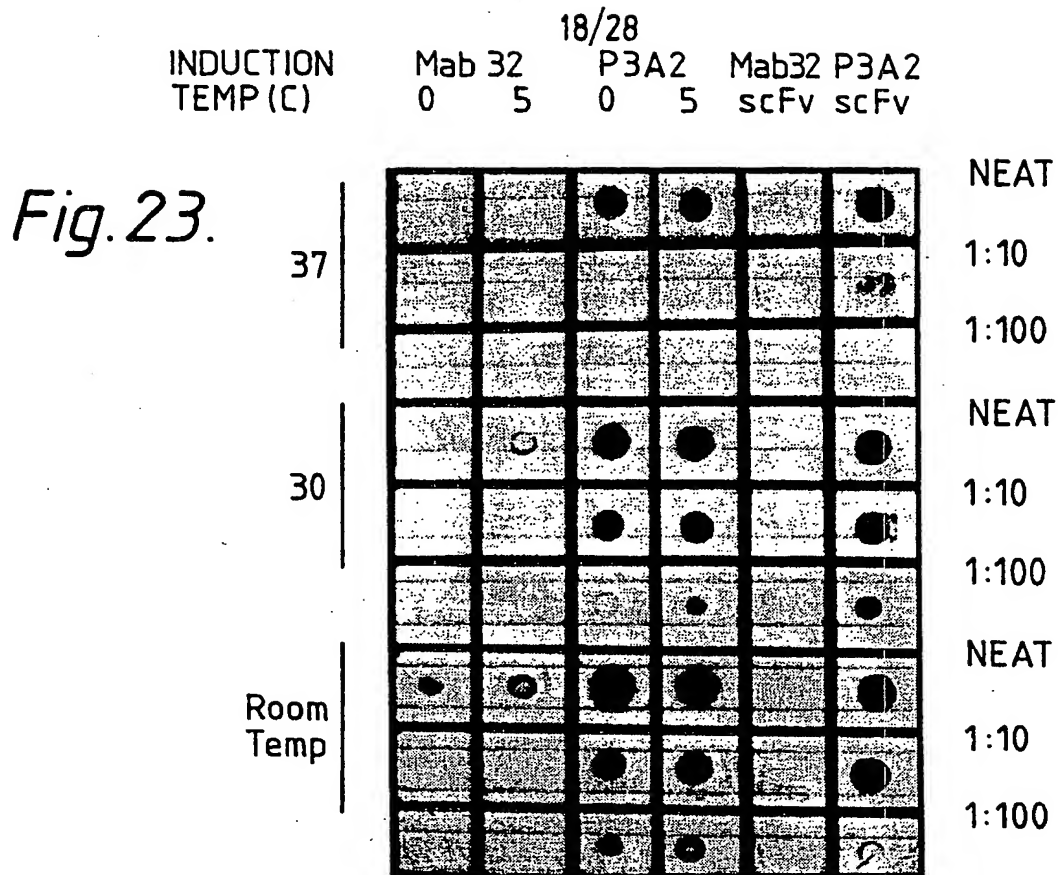 18/28
INDUCTION Mab 32 P3A2 Mab32 P3A2
TEMP (C) 0 5 0 5 scFv scFv
Fig. 23.
NEAT
37
1:10
1:100
NEAT
30
1:10
1:100
NEAT
Room
Temp
1:10
1:100